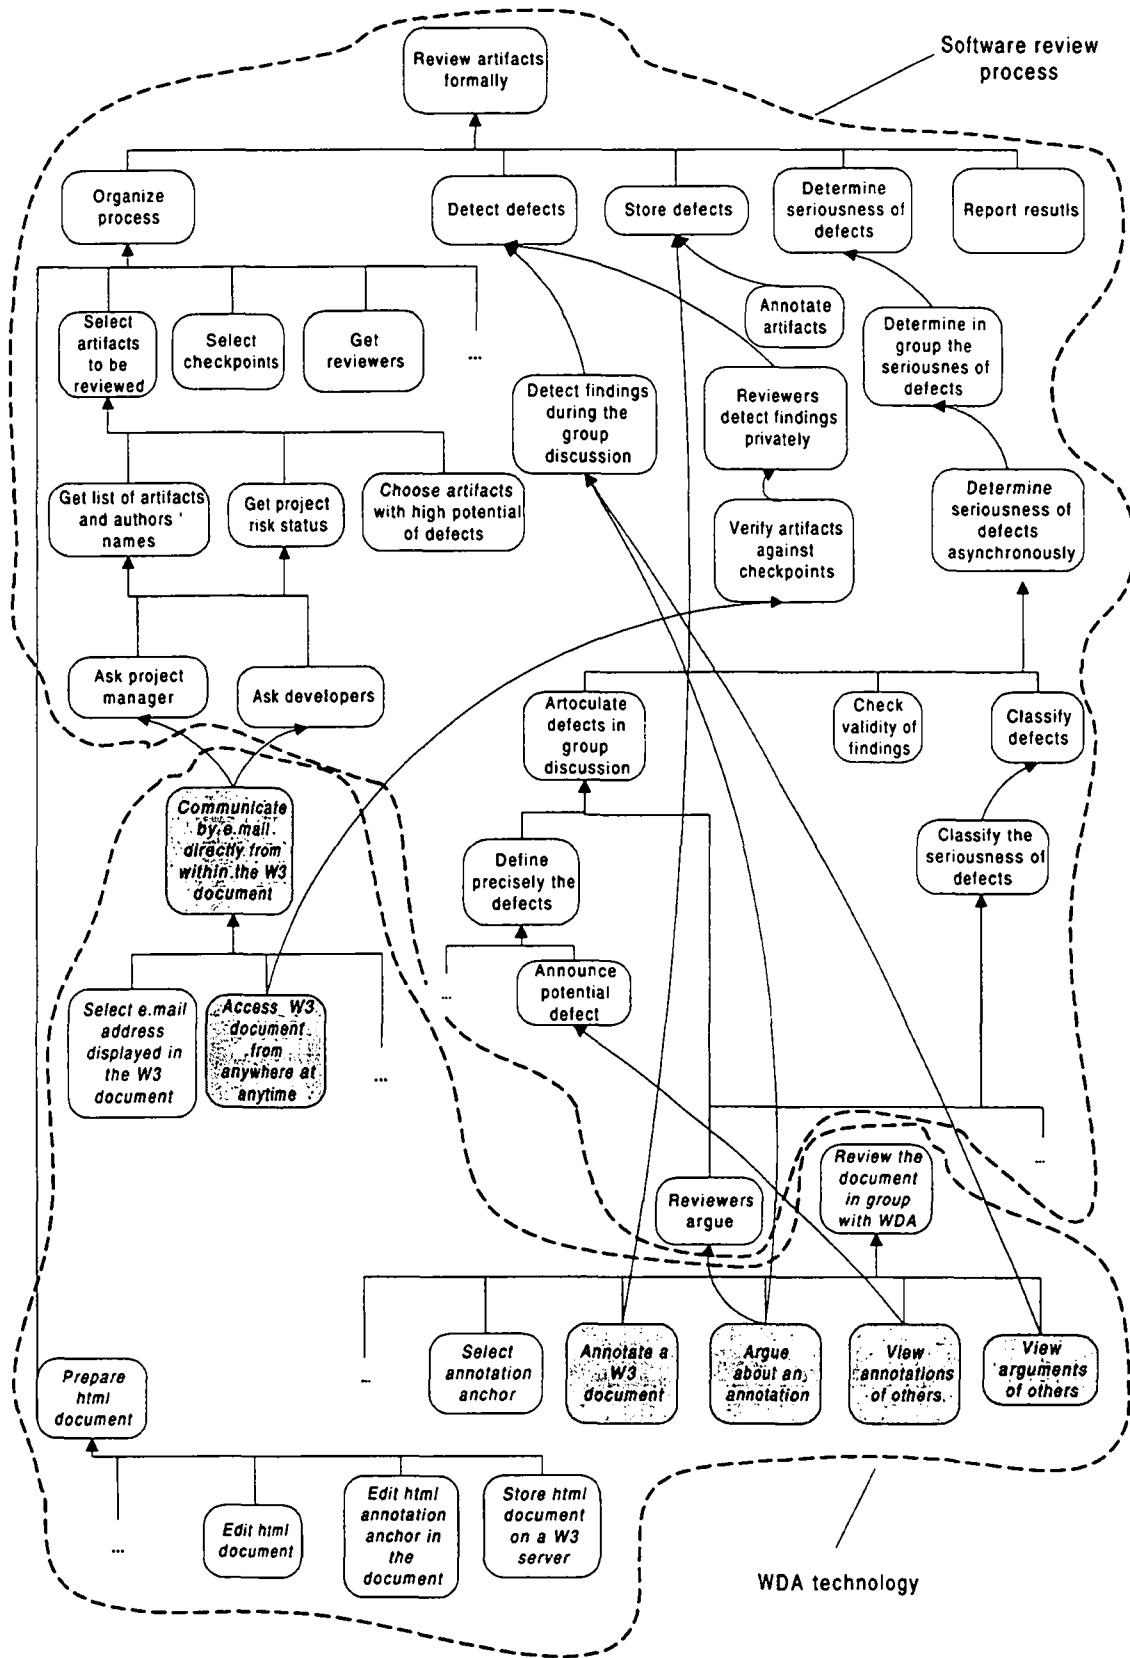 Software review
process
Review artifacts
formally
Organize
process
Detect defects
Store defects
Determine
seriousness of
defects
Report resutls
Select
artifacts
to be
reviewed
Select
checkpoints
Get
reviewers
...
Annotate
artifacts
Determine in
group the
seriousnes of
defects
Detect findings
during the
group
discussion
Reviewers
detect findings
privately
Get list of artifacts
and authors '
names
Get project
risk status
Choose artifacts
with high potential
of defects
Verify artifacts
against
checkpoints
Determine
seriousness of
defects
asynchronously
Ask project
manager
Ask developers
Artoculate
defects in
group
discussion
Check
validity of
findings
Classify
defects
Communicate
by e.mail
directly from
within the W3
document
Define
precisely the
defects
Classify the
seriousness of
defects
Select e.mail
address
displayed in
the W3
document
Access W3
document
from
anywhere at
anytime
...
...
Announce
potential
defect
...
Reviewers
argue
Review the
document
in group
with WDA
...
Select
annotation
anchor
Annotate a
W3
document
Argue
about an
annotation
View
annotations
of others
View
arguments
of others
Prepare
html
document
...
Edit html
document
Edit html
annotation
anchor in
the
document
Store html
document
on a W3
server
WDA technology